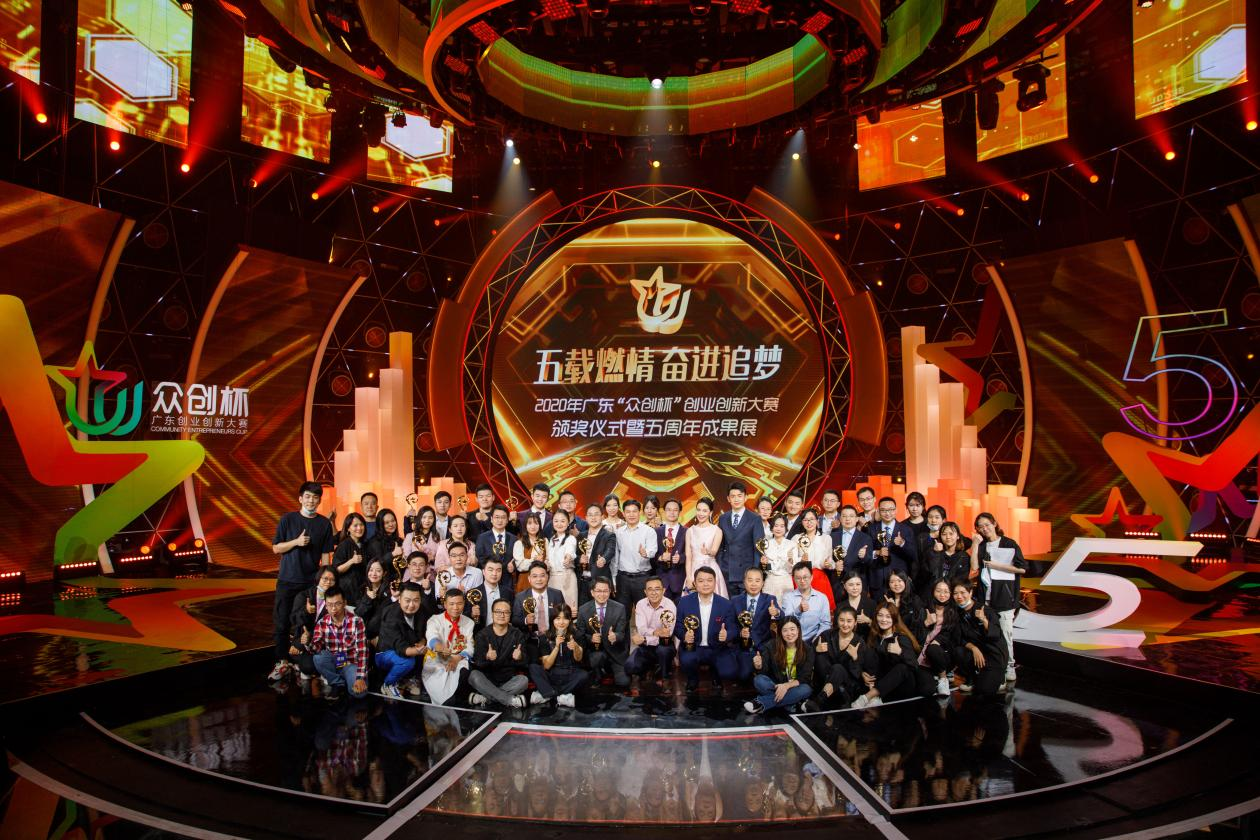 五载燃情 奋进追梦
2020年广东“众创杯”创业创新大赛
颁奖仪式暨五周年成果展
众创杯
广东创业创新大赛
COMMUNITY ENTREPRENEURS CUP
5
5